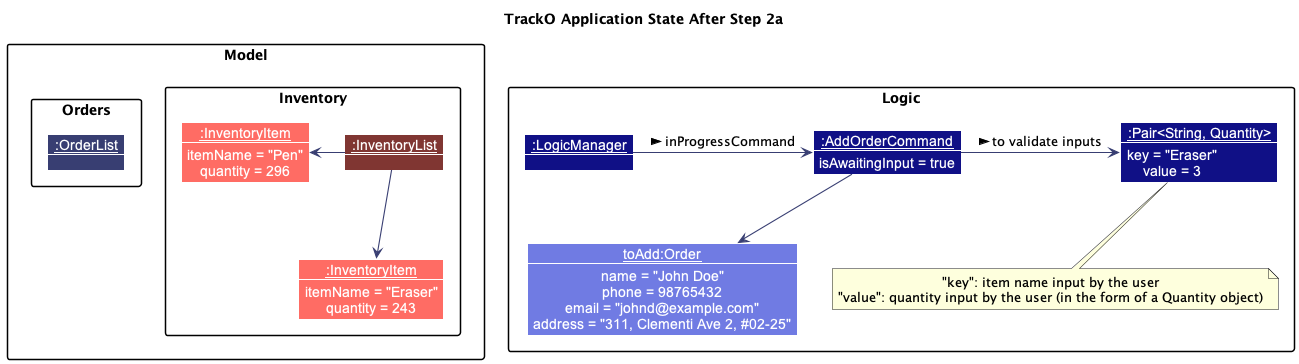 TrackO Application State After Step 2a
Model
Orders
:OrderList
Inventory
:InventoryItem
itemName = "Pen"
quantity = 296
:InventoryList
:InventoryItem
itemName = "Eraser"
quantity = 243
Logic
:LogicManager
► inProgressCommand
:AddOrderCommand
isAwaitingInput = true
► to validate inputs
:Pair<String, Quantity>
key = "Eraser"
value = 3
toAdd:Order
name = "John Doe"
phone = 98765432
email = "johnd@example.com"
address = "311, Clementi Ave 2, #02-25"
"key": item name input by the user
"value": quantity input by the user (in the form of a Quantity object)